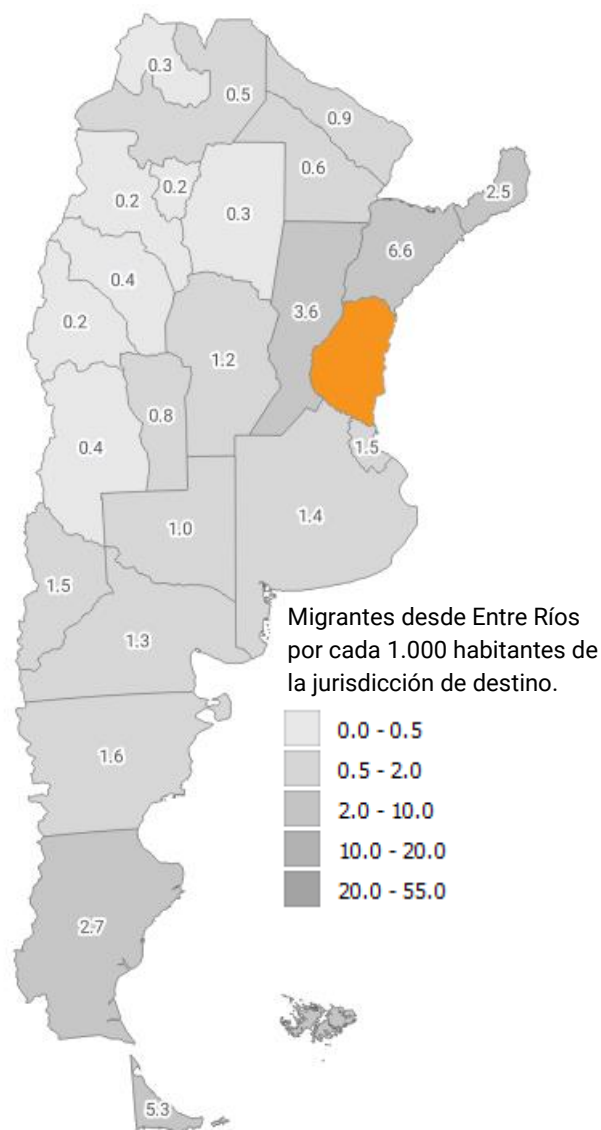 0.3
0.5
0.9
0.6
0.2
2.5
0.2
0.3
6.6
0.4
3.6
0.2
1.2
0.8
0.4
1.5
1.4
1.0
1.5
Migrantes desde Entre Ríos
por cada 1.000 habitantes de
la jurisdicción de destino.
1.3
0.0 - 0.5
1.6
0.5 - 2.0
2.0 - 10.0
10.0 - 20.0
20.0 - 55.0
2.7
5.3